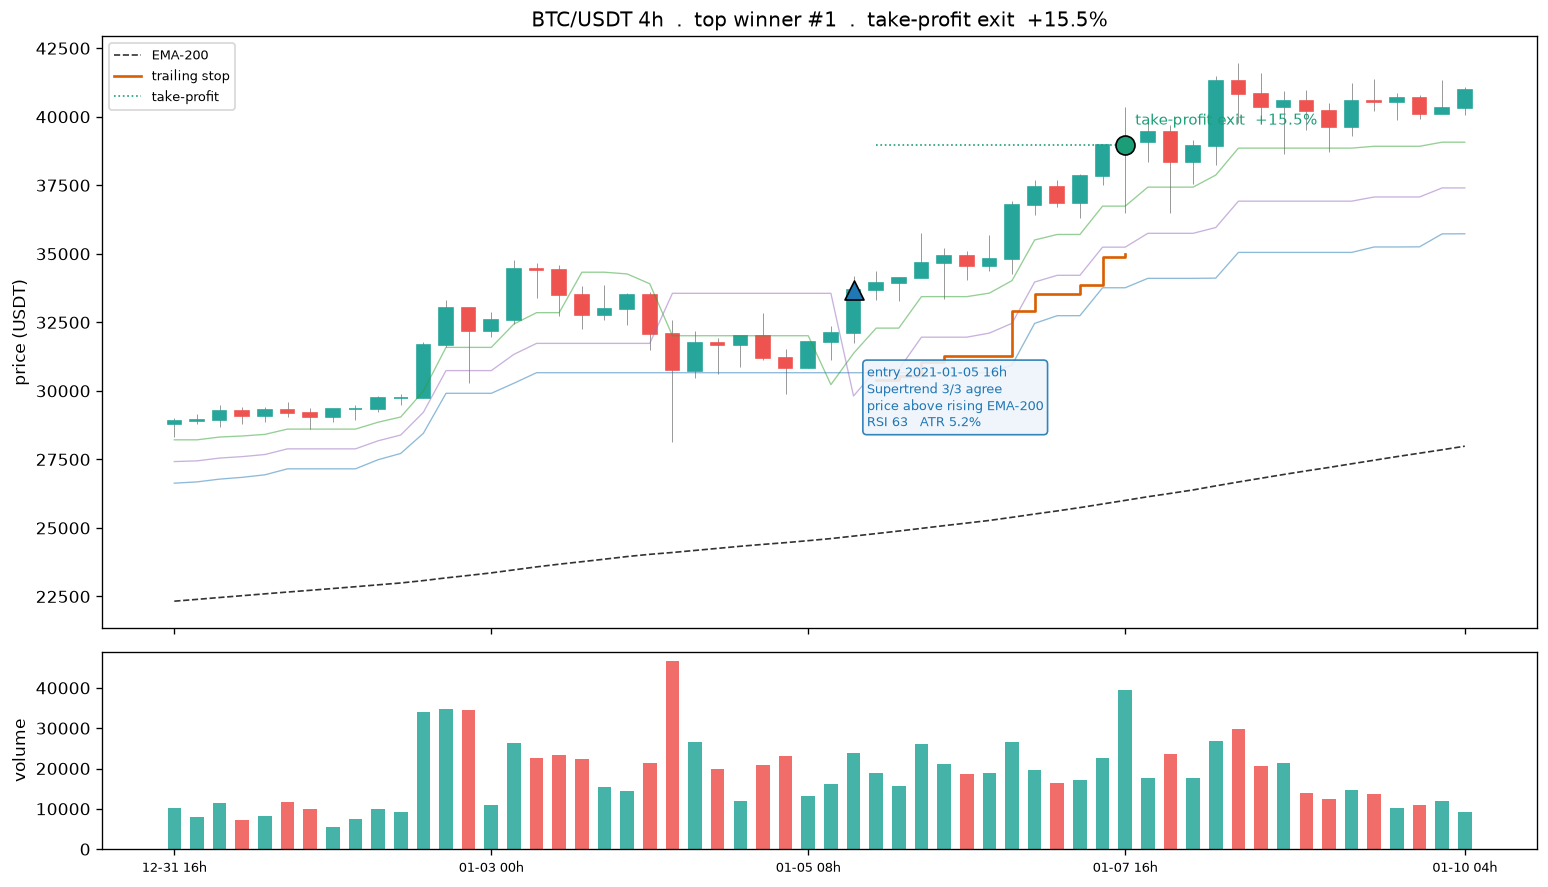 BTC/USDT 4h . top winner #1 . take-profit exit +15.5%
EMA-200
trailing stop
take-profit
price (USDT)
42500
40000
37500
35000
32500
30000
27500
25000
22500
take-profit exit +15.5%
entry 2021-01-05 16h
Supertrend 3/3 agree
price above rising EMA-200
RSI 63 ATR 5.2%
volume
40000
30000
20000
10000
0
12-31 16h
01-03 00h
01-05 08h
01-07 16h
01-10 04h